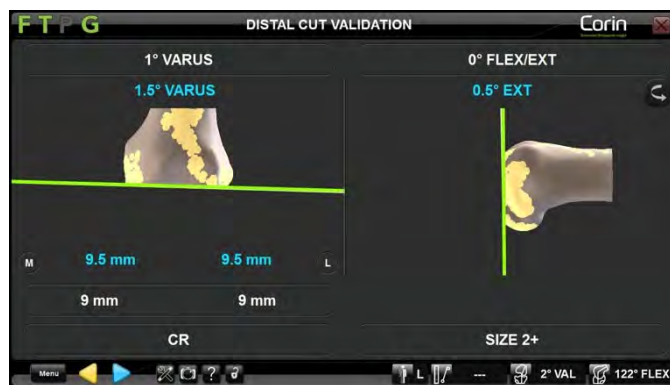 F T P G
DISTAL CUT VALIDATION
Corin
1° VARUS
0° FLEX/EXT
1.5° VARUS
0.5° EXT
M
9.5 mm
9.5 mm
L
9 mm
9 mm
CR
SIZE 2+
Menu
?
L
---
2° VAL
122° FLEX